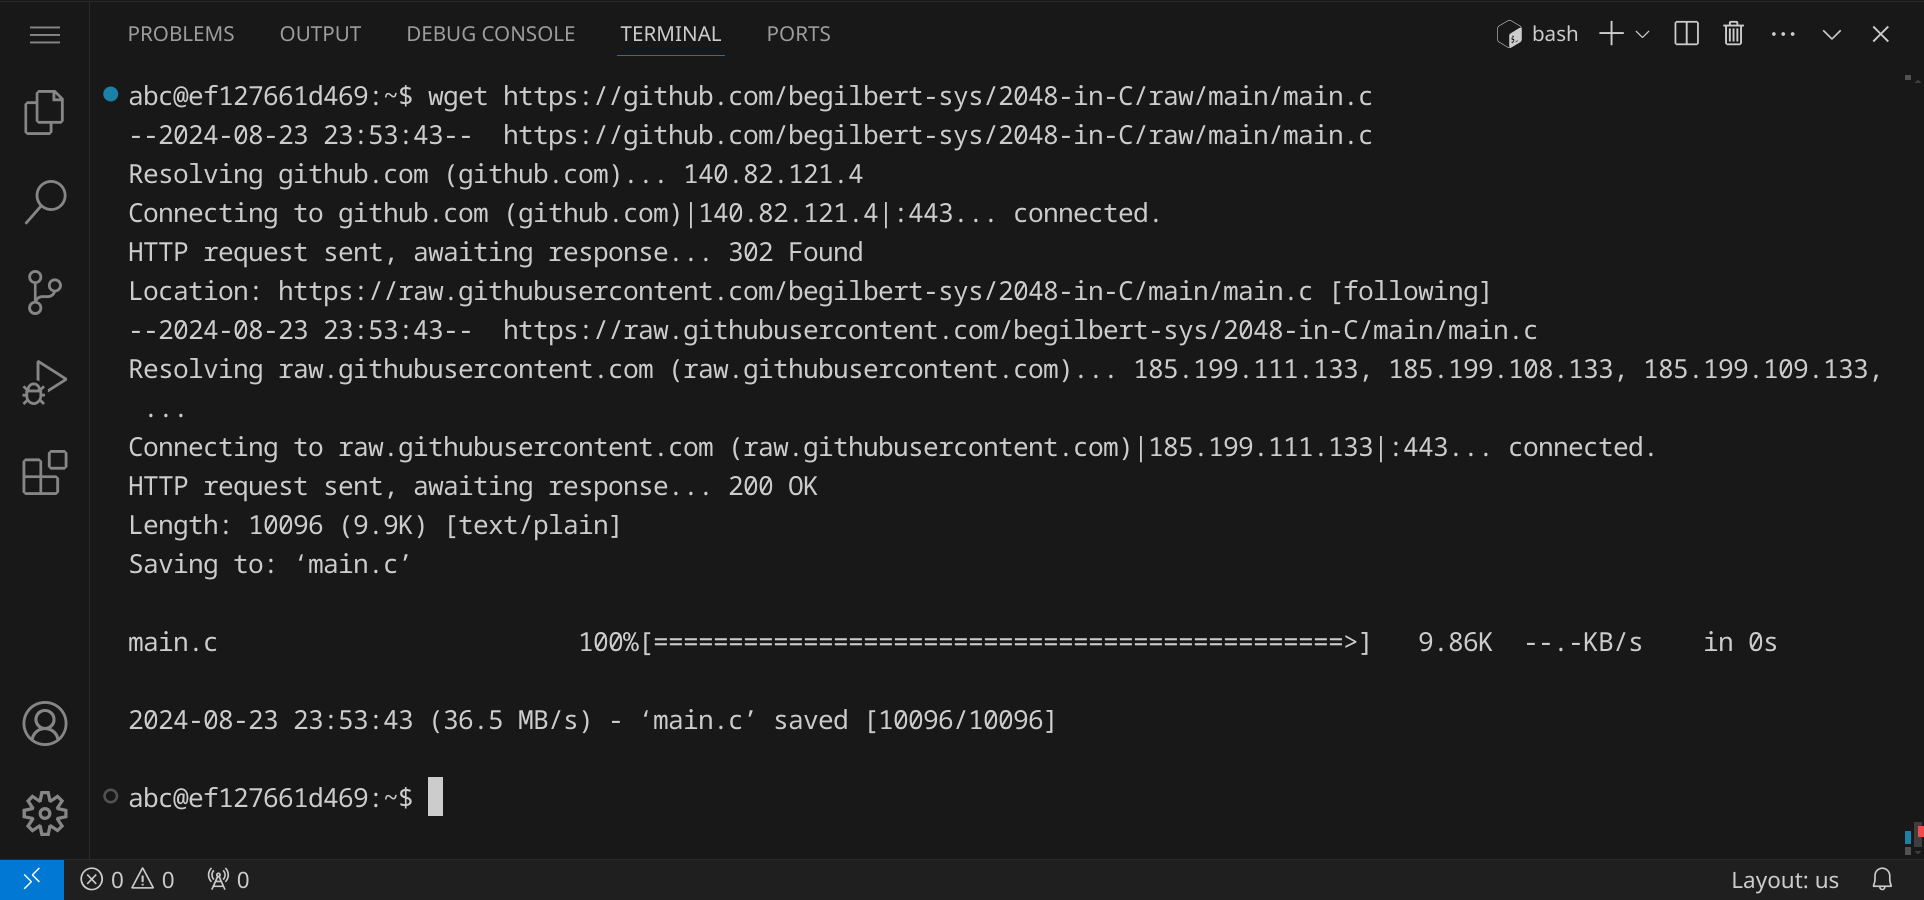 PROBLEMS OUTPUT DEBUG CONSOLE TERMINAL PORTS bash
abc@ef127661d469:~$ wget https://github.com/begilbert-sys/2048-in-C/raw/main/main.c
--2024-08-23 23:53:43--  https://github.com/begilbert-sys/2048-in-C/raw/main/main.c
Resolving github.com (github.com)... 140.82.121.4
Connecting to github.com (github.com)|140.82.121.4|:443... connected.
HTTP request sent, awaiting response... 302 Found
Location: https://raw.githubusercontent.com/begilbert-sys/2048-in-C/main/main.c [following]
--2024-08-23 23:53:43--  https://raw.githubusercontent.com/begilbert-sys/2048-in-C/main/main.c
Resolving raw.githubusercontent.com (raw.githubusercontent.com)... 185.199.111.133, 185.199.108.133, 185.199.109.133,
...
Connecting to raw.githubusercontent.com (raw.githubusercontent.com)|185.199.111.133|:443... connected.
HTTP request sent, awaiting response... 200 OK
Length: 10096 (9.9K) [text/plain]
Saving to: ‘main.c’
main.c 100%[==============================================>] 9.86K --.-KB/s in 0s
2024-08-23 23:53:43 (36.5 MB/s) - ‘main.c’ saved [10096/10096]
abc@ef127661d469:~$
0 0 0 Layout: us